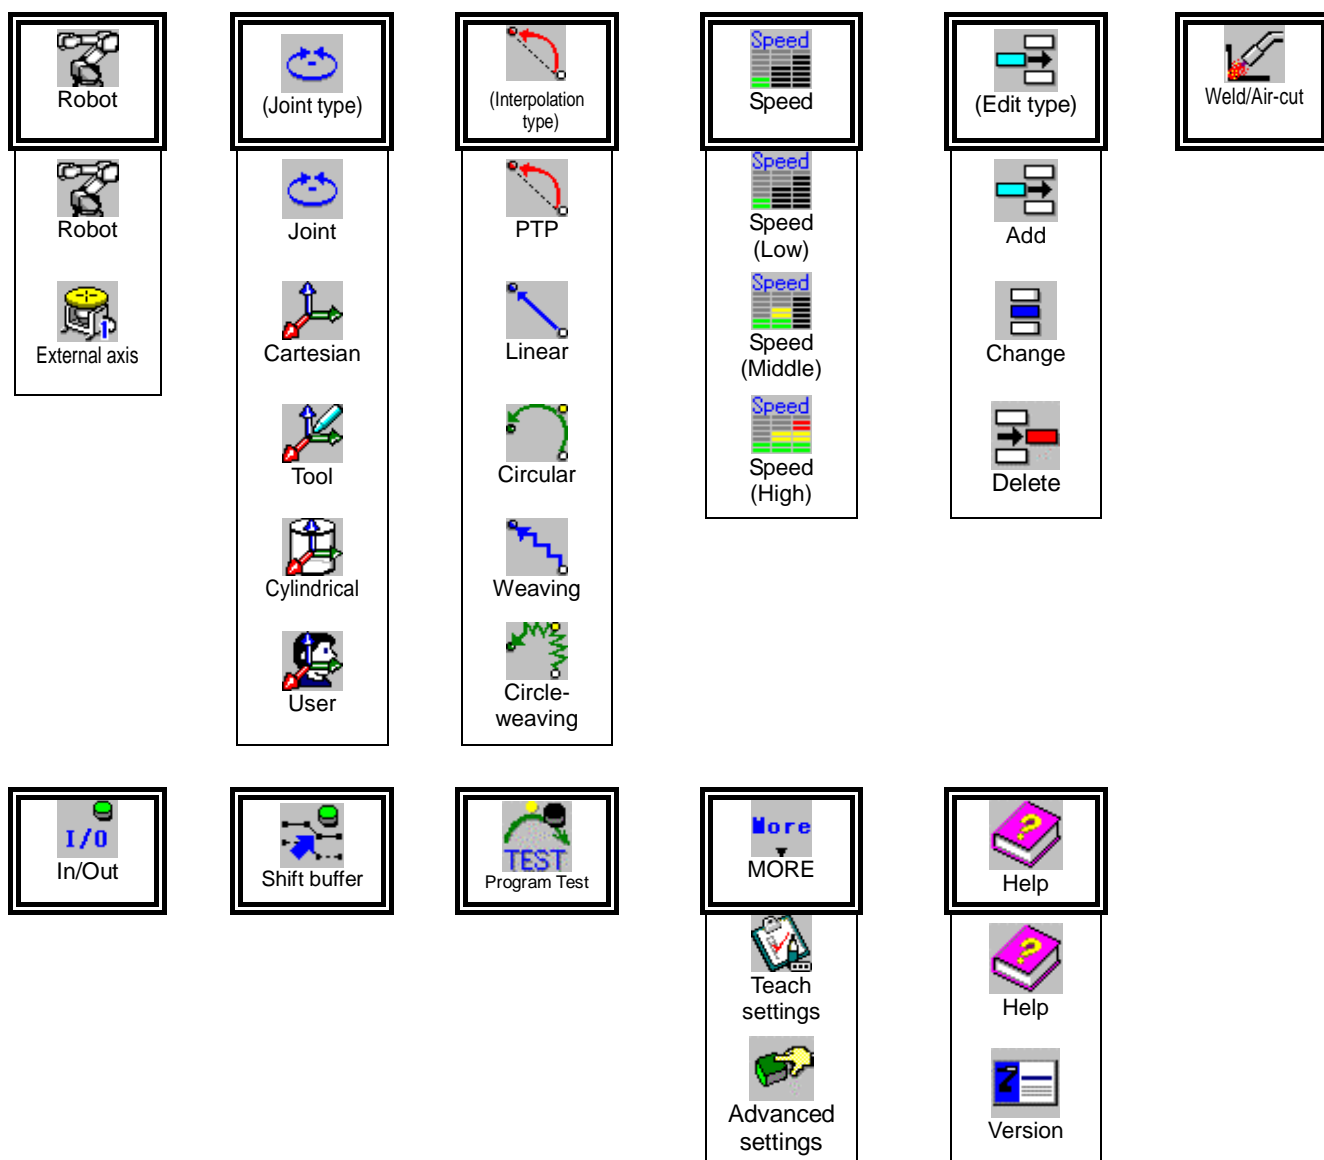 Robot
(Joint type)
(Interpolation
type)
Speed
Speed
(Edit type)
Weld/Air-cut
Robot
1
External axis
Joint
Cartesian
Tool
Cylindrical
User
PTP
Linear
Circular
Weaving
Circle-
weaving
Speed
Speed
(Low)
Speed
Speed
(Middle)
Speed
Speed
(High)
Add
Change
Delete
I/O
In/Out
Shift buffer
TEST
Program Test
More
MORE
Teach
settings
Advanced
settings
?
Help
?
Help
Z
Version